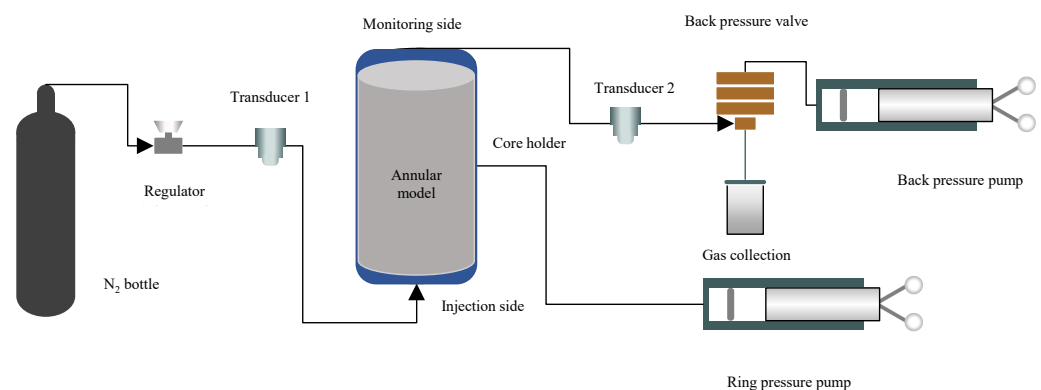 Monitoring side
Back pressure valve
Transducer 1
Transducer 2
Core holder
Annular
model
Regulator
Back pressure pump
Gas collection
N₂ bottle
Injection side
Ring pressure pump